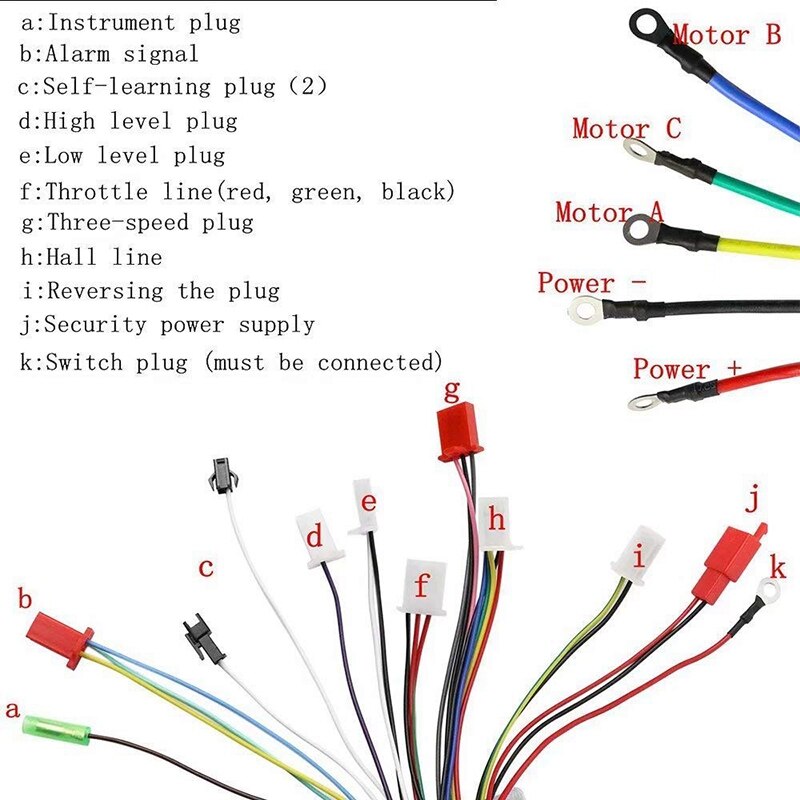 a:Instrument plug
b:Alarm signal
c:Self-learning plug（2）
d:High level plug
e:Low level plug
f:Throttle line(red, green, black)
g:Three-speed plug
h:Hall line
i:Reversing the plug
j:Security power supply
k:Switch plug (must be connected)
Motor B
Motor C
Motor A
Power -
Power +
g
j
e
h
d
i
c
k
f
b
a